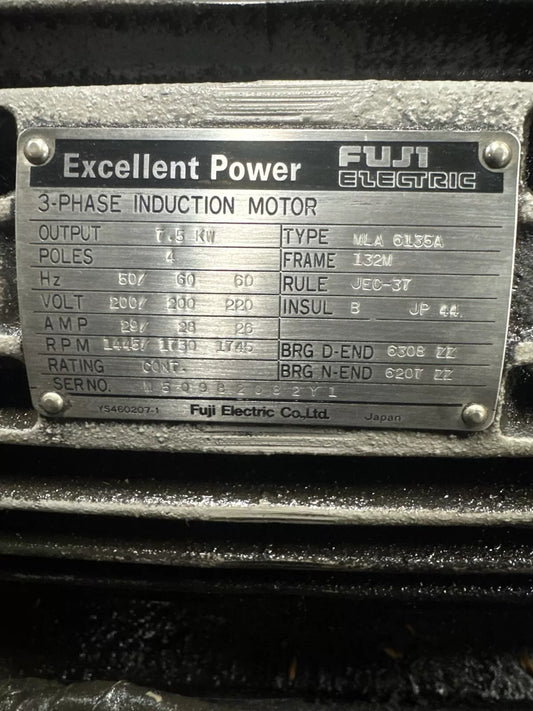 Excellent Power FUJI ELECTRIC
3-PHASE INDUCTION MOTOR
OUTPUT 7.5 KW TYPE MLA 6135A
POLES 4 FRAME 132M
Hz 50/ 60 60 RULE JEC-37
VOLT 200/ 200 220 INSUL B JP 44
AMP 29/ 28 26
RPM 1445/ 1730 1745 BRG D-END 6308 ZZ
RATING CONT. BRG N-END 6207 ZZ
SER NO.
YS460207-1 Fuji Electric Co.,Ltd. Japan